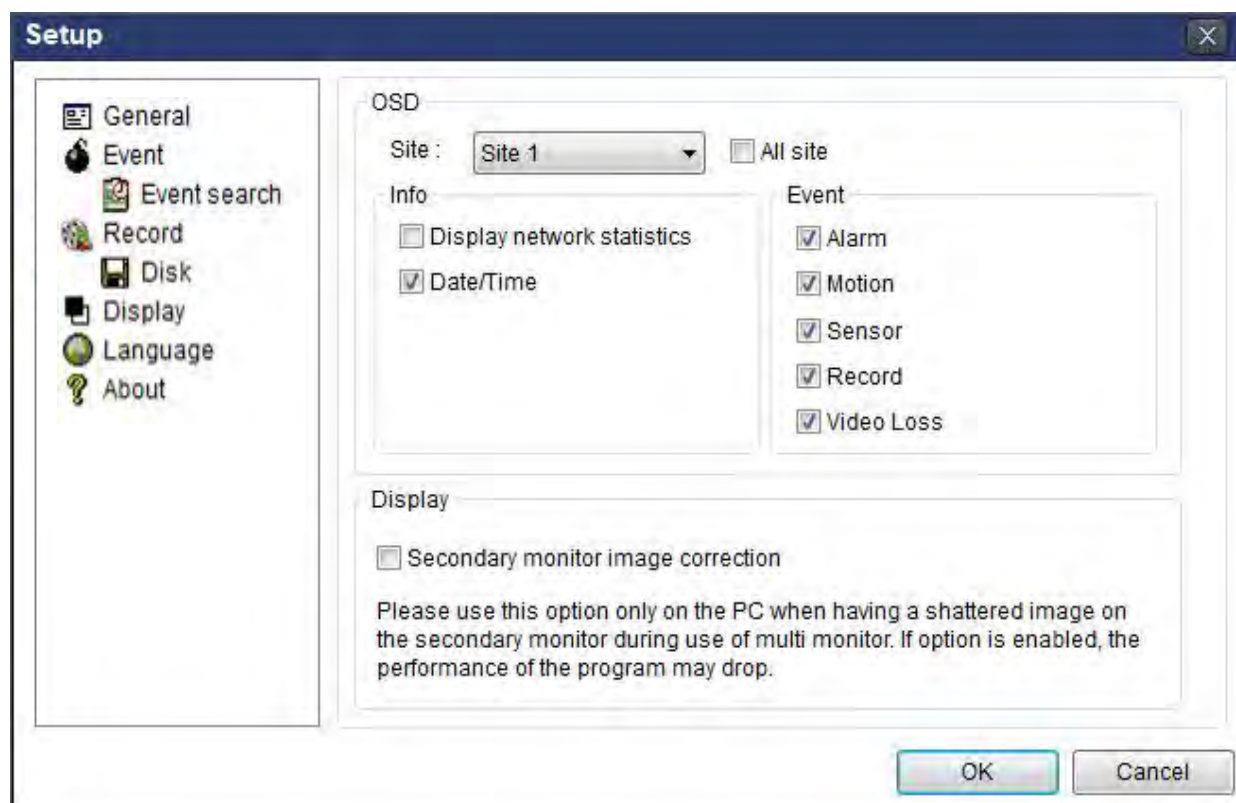 Setup
General
Event
Event search
Record
Disk
Display
Language
About
OSD
Site :
Site 1
All site
Info
Display network statistics
Date/Time
Event
Alarm
Motion
Sensor
Record
Video Loss
Display
Secondary monitor image correction
Please use this option only on the PC when having a shattered image on
the secondary monitor during use of multi monitor. If option is enabled, the
performance of the program may drop.
OK
Cancel